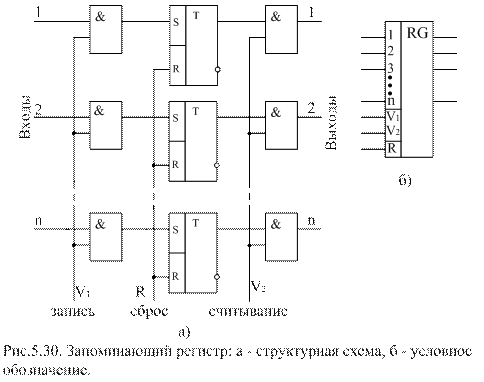 1 & S T & 1
R
1 RG
2
3
n
V1
V2
R
Входы 2 & S T & 2 Выходы
R
б)
n & S T & n
R
V1 R V2
запись сброс считывание
а)
Рис.5.30. Запоминающий регистр: а - структурная схема, б - условное
обозначение.